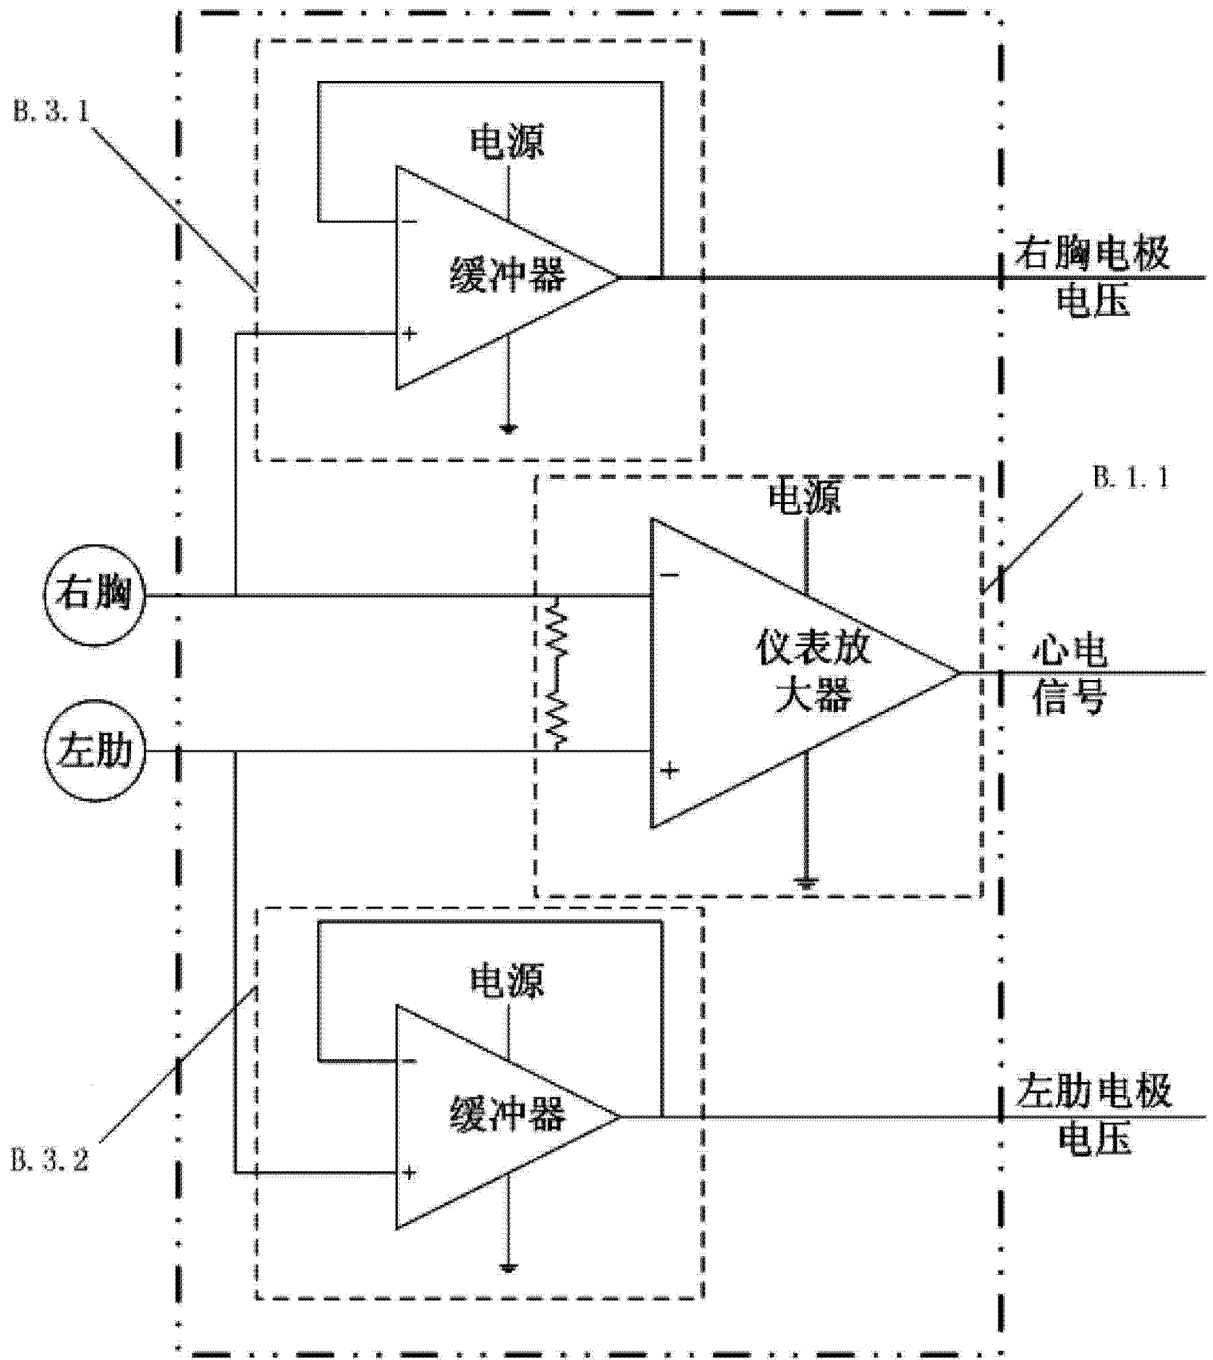 B.3.1
电源
−
缓冲器
+
右胸电极
电压
B.1.1
电源
右胸
−
仪表放
大器
心电
信号
左肋
+
电源
−
缓冲器
+
左肋电极
电压
B.3.2